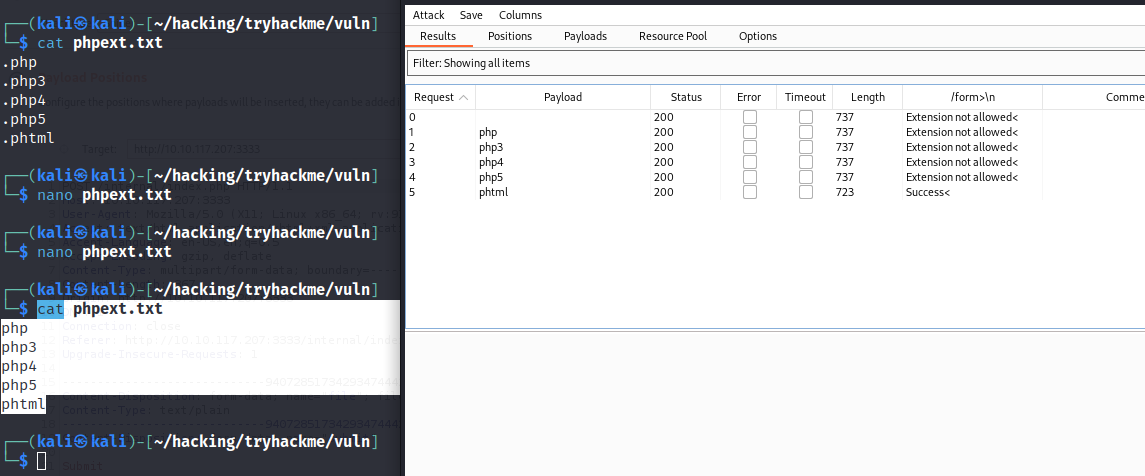 ┌──(kali㉿kali)-[~/hacking/tryhackme/vuln]
└─$ cat phpext.txt
.php
.php3
.php4
.php5
.phtml
┌──(kali㉿kali)-[~/hacking/tryhackme/vuln]
└─$ nano phpext.txt
┌──(kali㉿kali)-[~/hacking/tryhackme/vuln]
└─$ nano phpext.txt
┌──(kali㉿kali)-[~/hacking/tryhackme/vuln]
└─$ cat phpext.txt
php
php3
php4
php5
phtml
┌──(kali㉿kali)-[~/hacking/tryhackme/vuln]
└─$
Attack Save Columns
Results Positions Payloads Resource Pool Options
Filter: Showing all items
Request Payload Status Error Timeout Length /form>\n Comme
0 200 737 Extension not allowed<
1 php 200 737 Extension not allowed<
2 php3 200 737 Extension not allowed<
3 php4 200 737 Extension not allowed<
4 php5 200 737 Extension not allowed<
5 phtml 200 723 Success<